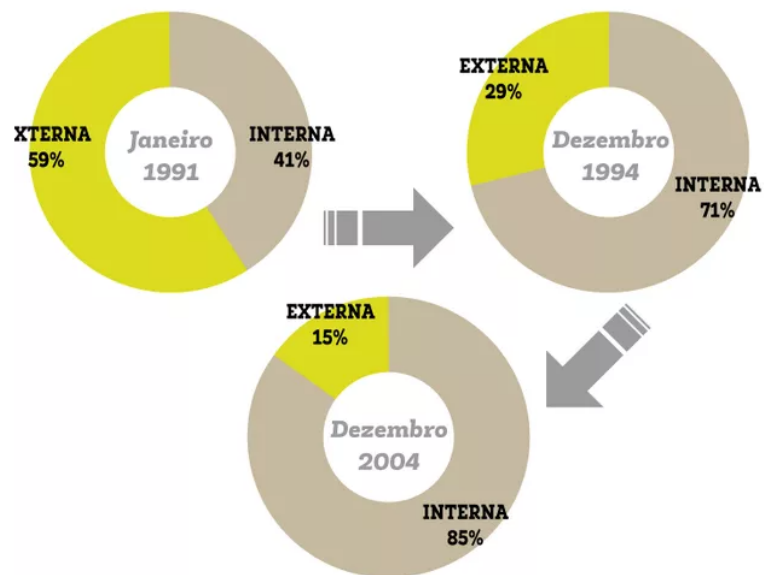 XTERNA
59%
Janeiro
1991
INTERNA
41%
EXTERNA
29%
Dezembro
1994
INTERNA
71%
EXTERNA
15%
Dezembro
2004
INTERNA
85%